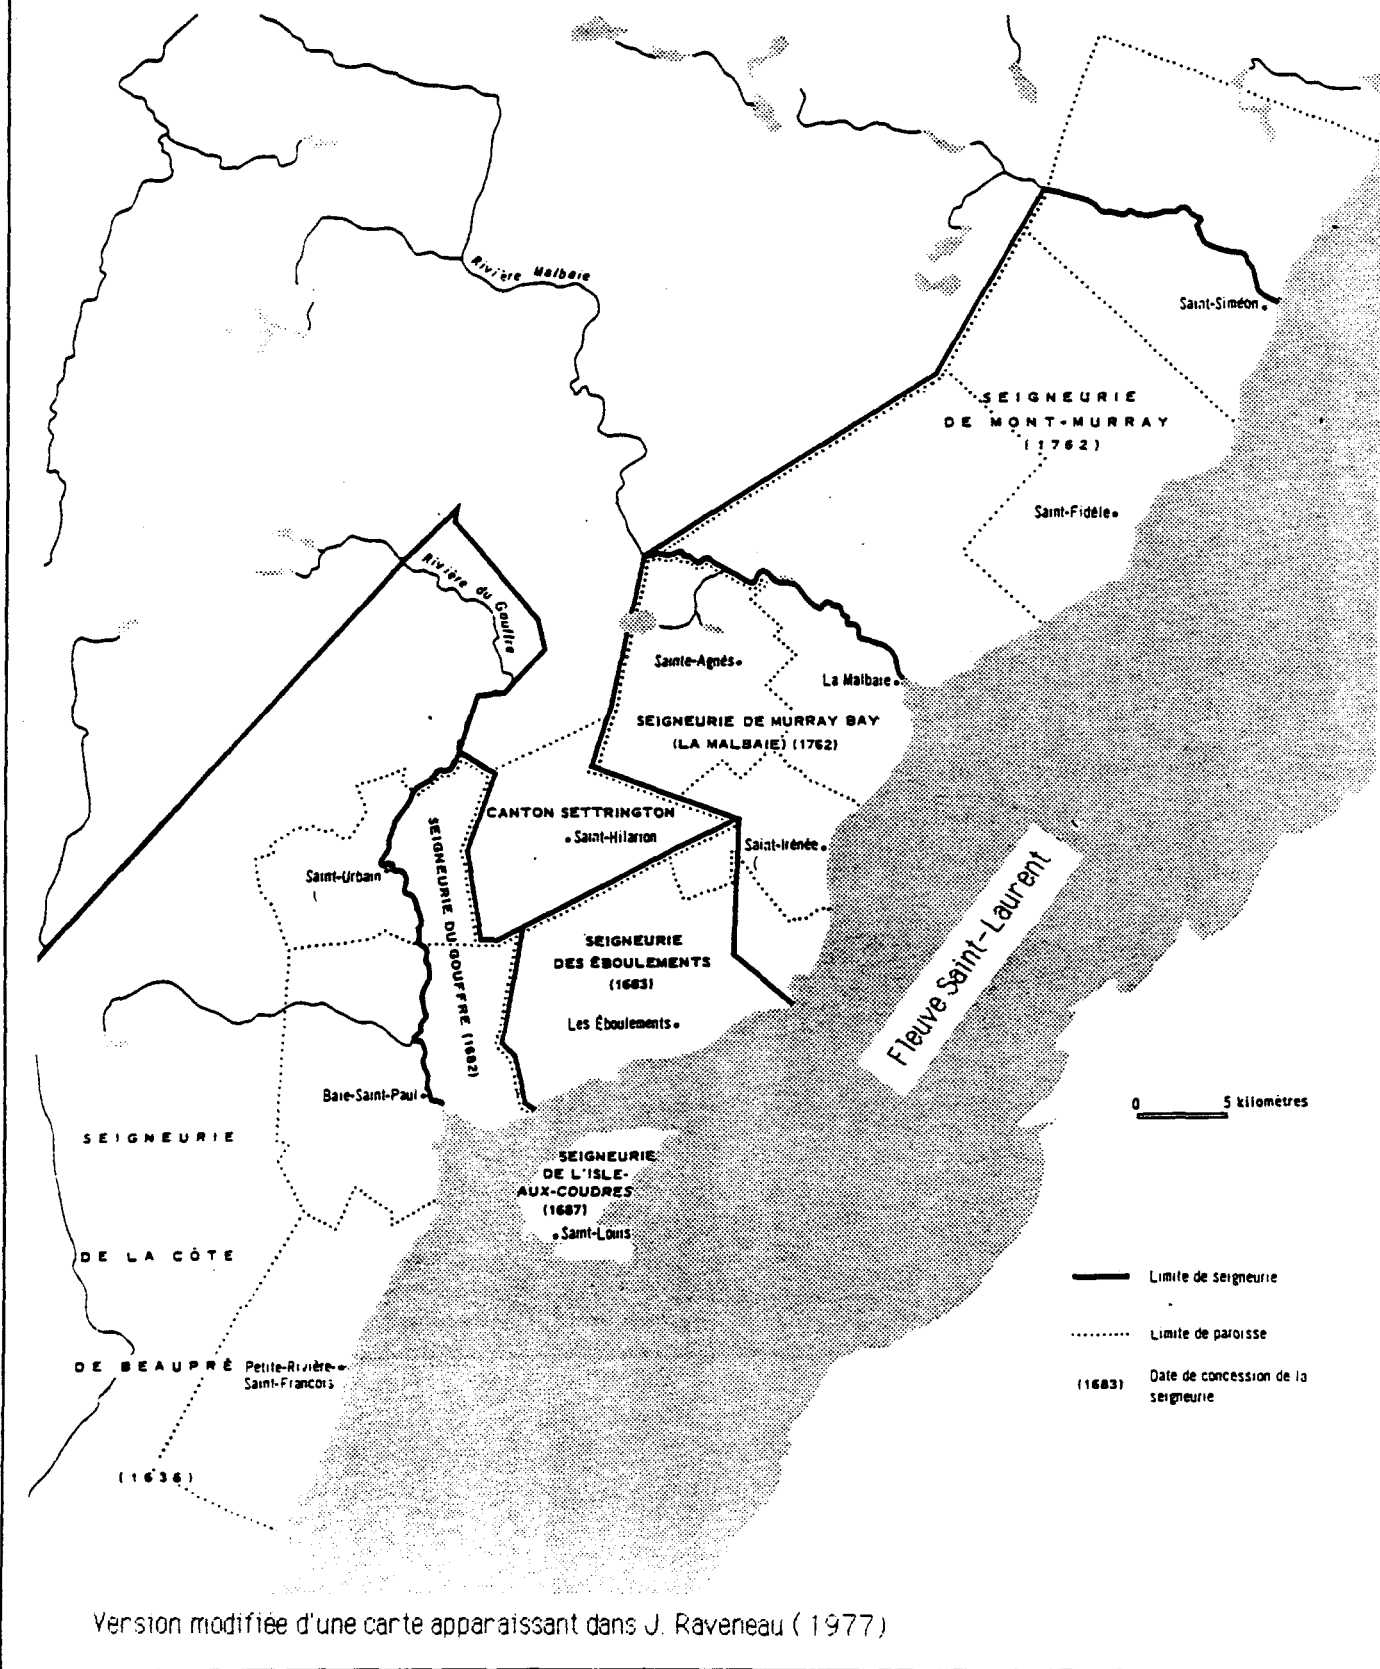 Rivière Malbaie
Saint-Siméon
SEIGNEURIE
DE MONT-MURRAY
(1762)
Saint-Fidèle
Rivière du Gouffre
Sainte-Agnès
La Malbaie
SEIGNEURIE DE MURRAY BAY
(LA MALBAIE) (1762)
CANTON SETTRINGTON
Saint-Hilarion
Saint-Irénée
Saint-Urbain
SEIGNEURIE DU GOUFFRE (1682)
SEIGNEURIE
DES ÉBOULEMENTS
(1683)
Les Éboulements
Fleuve Saint-Laurent
Baie-Saint-Paul
0 5 kilomètres
SEIGNEURIE
DE LA CÔTE
DE BEAUPRÉ
(1636)
SEIGNEURIE
DE L'ISLE-
AUX-COUDRES
(1687)
Saint-Louis
Petite-Rivière-
Saint-Francois
Limite de seigneurie
Limite de paroisse
(1683) Date de concession de la
seigneurie
Version modifiée d'une carte apparaissant dans J. Raveneau (1977)